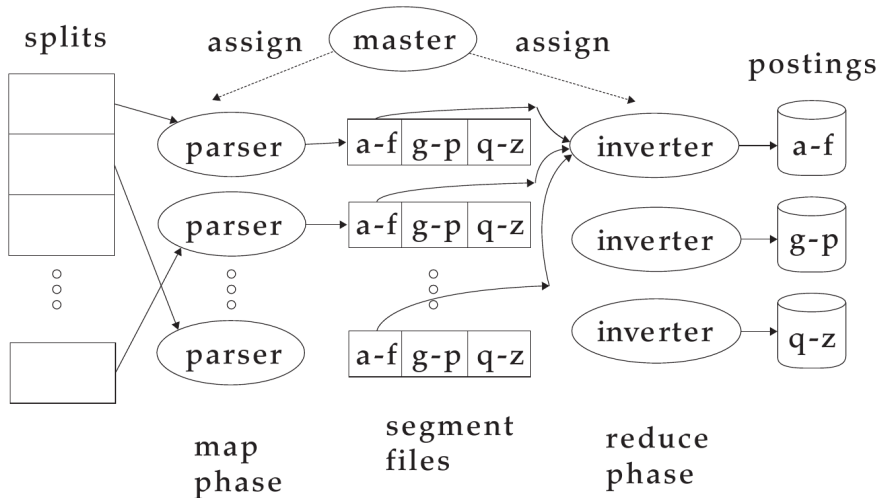 splits
assign
master
assign
postings
parser
a-f g-p q-z
inverter
a-f
parser
a-f g-p q-z
inverter
g-p
parser
a-f g-p q-z
inverter
q-z
map
phase
segment
files
reduce
phase